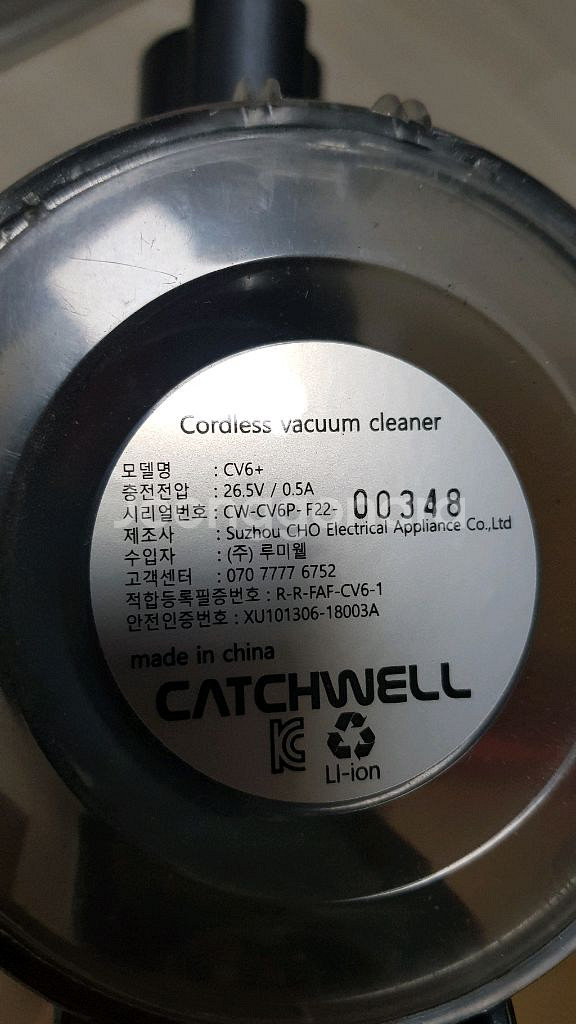 Cordless vacuum cleaner
모델명 : CV6+
충전전압 : 26.5V / 0.5A
시리얼번호 : CW-CV6P- F22- 00348
제조사 : Suzhou CHO Electrical Appliance Co.,Ltd
수입자 : (주) 루미웰
고객센터 : 070 7777 6752
적합등록필증번호 : R-R-FAF-CV6-1
안전인증번호 : XU101306-18003A
made in china
CATCHWELL
KC
LI-ion